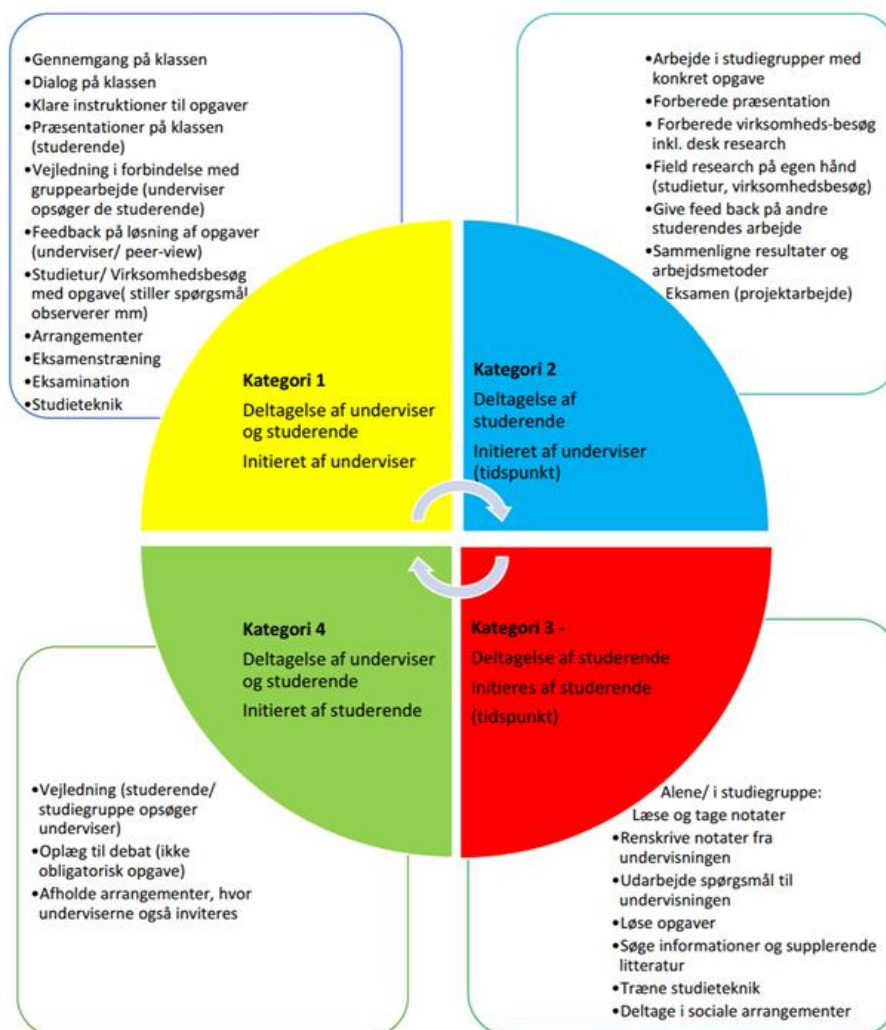 •Gennemgang på klassen
•Dialog på klassen
•Klare instruktioner til opgaver
•Præsentationer på klassen
(studerende)
•Vejledning i forbindelse med
gruppearbejde (underviser
opsøger de studerende)
•Feedback på løsning af opgaver
(underviser/ peer-view)
•Studietur/ Virksomhedsbesøg
med opgave( stiller spørgsmål
observerer mm)
•Arrangementer
•Eksamenstræning
•Eksamination
•Studieteknik
•Arbejde i studiegrupper med
konkret opgave
•Forberede præsentation
• Forberede virksomheds-besøg
inkl. desk research
•Field research på egen hånd
(studietur, virksomhedsbesøg)
•Give feed back på andre
studerendes arbejde
•Sammenligne resultater og
arbejdsmetoder
Eksamen (projektarbejde)
Kategori 1
Deltagelse af underviser
og studerende
Initieret af underviser
Kategori 2
Deltagelse af
studerende
Initieret af underviser
(tidspunkt)
Kategori 4
Deltagelse af underviser
og studerende
Initieret af studerende
Kategori 3 -
Deltagelse af studerende
Initieres af studerende
(tidspunkt)
•Vejledning (studerende/
studiegruppe opsøger
underviser)
•Oplæg til debat (ikke
obligatorisk opgave)
•Afholde arrangementer, hvor
underviserne også inviteres
Alene/ i studiegruppe:
Læse og tage notater
•Renskrive notater fra
undervisningen
•Udarbejde spørgsmål til
undervisningen
•Løse opgaver
•Søge informationer og supplerende
litteratur
•Træne studieteknik
•Deltage i sociale arrangementer